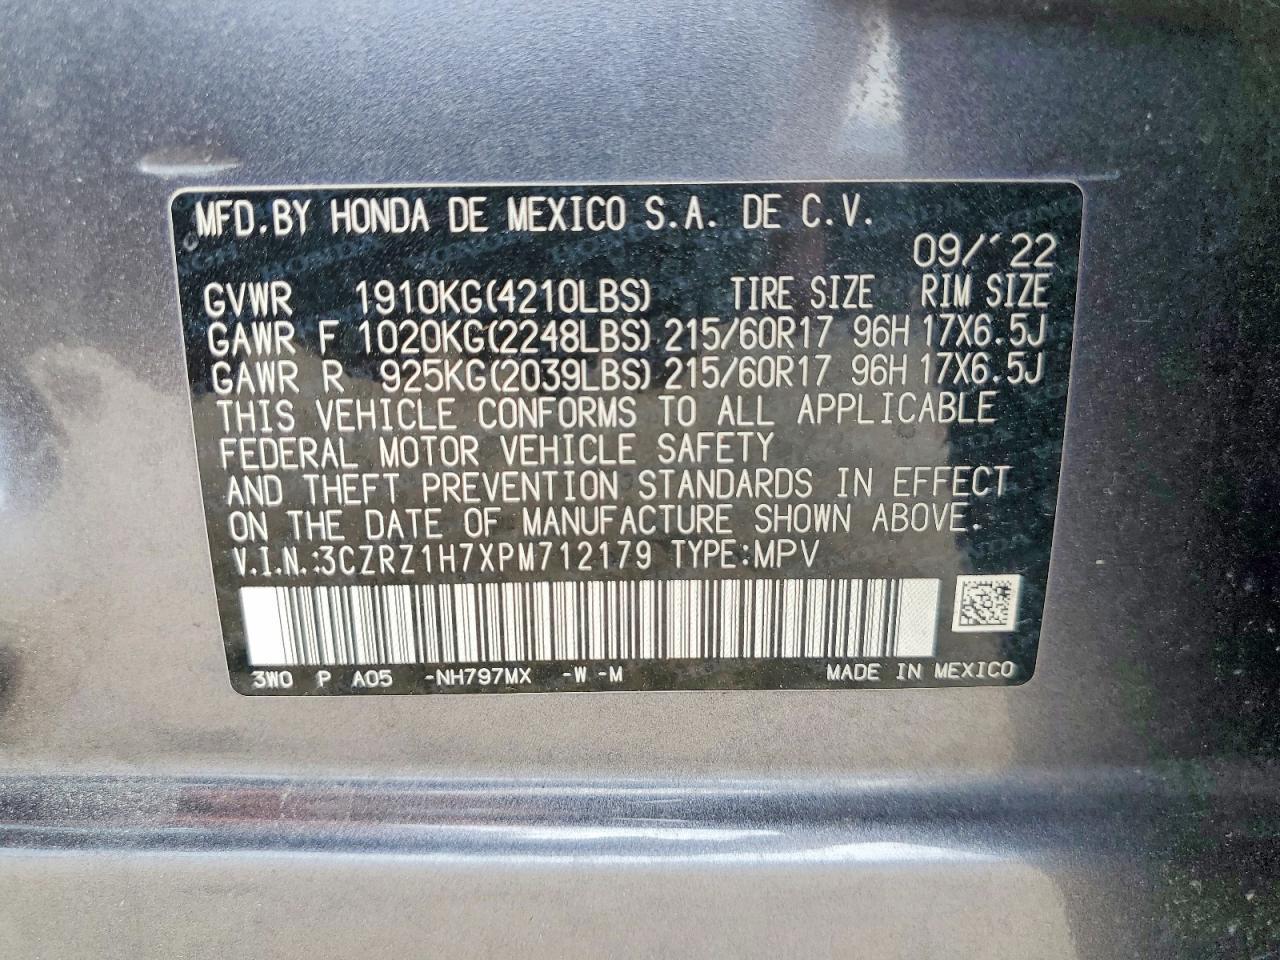 MFD.BY HONDA DE MEXICO S.A. DE C.V.
09/'22
GVWR 1910KG(4210LBS) TIRE SIZE RIM SIZE
GAWR F 1020KG(2248LBS) 215/60R17 96H 17X6.5J
GAWR R 925KG(2039LBS) 215/60R17 96H 17X6.5J
THIS VEHICLE CONFORMS TO ALL APPLICABLE
FEDERAL MOTOR VEHICLE SAFETY
AND THEFT PREVENTION STANDARDS IN EFFECT
ON THE DATE OF MANUFACTURE SHOWN ABOVE.
V.I.N.:3CZRZ1H7XPM712179 TYPE:MPV
3W0 P A05 -NH797MX -W -M MADE IN MEXICO